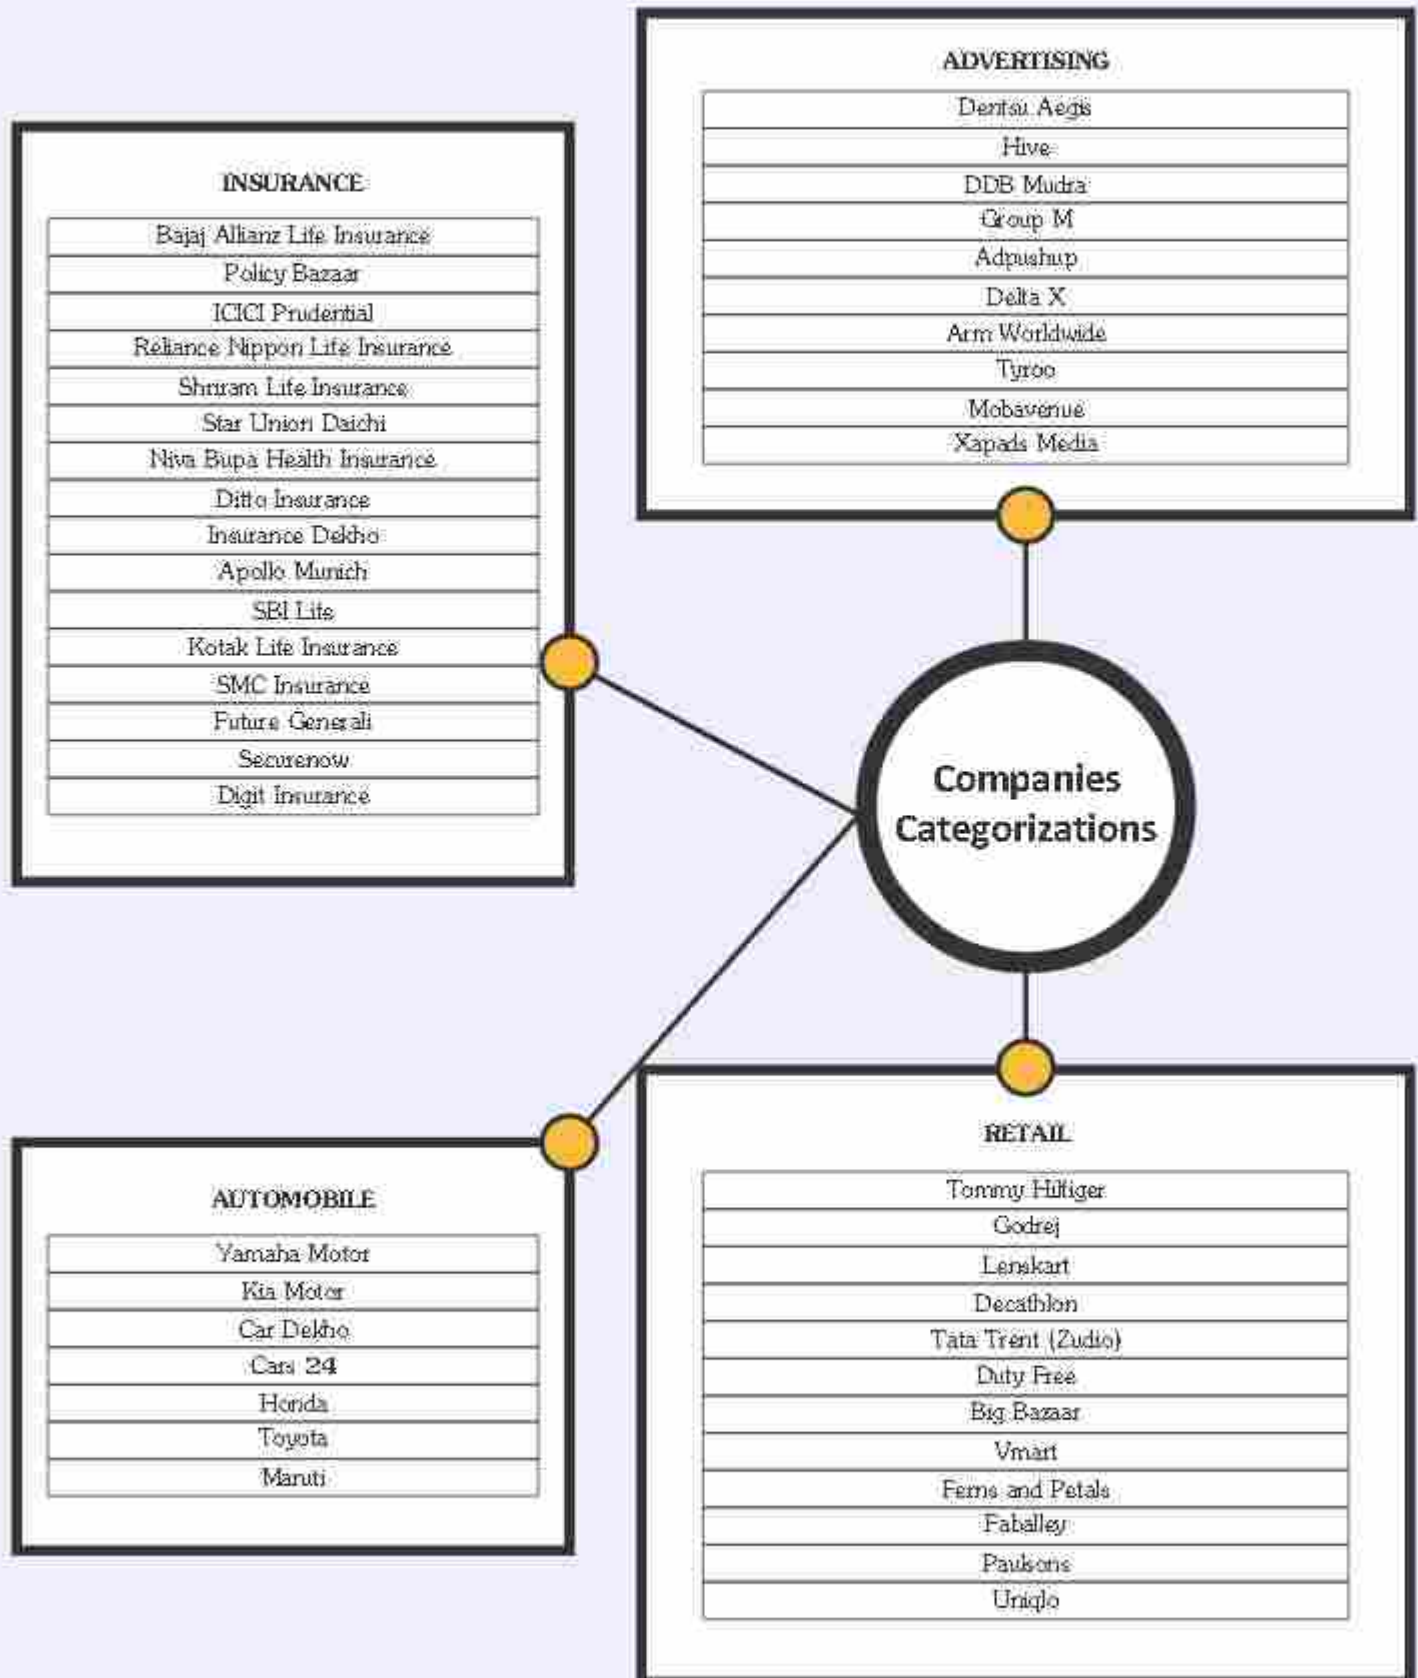 ADVERTISING
Dentsu Aegis
Hive
DDB Mudra
Group M
Adpushup
Delta X
Arm Worldwide
Tyroo
Mobavenue
Xapads Media
INSURANCE
Bajaj Allianz Life Insurance
Policy Bazaar
ICICI Prudential
Reliance Nippon Life Insurance
Shriram Life Insurance
Star Union Daichi
Niva Bupa Health Insurance
Ditto Insurance
Insurance Dekho
Apollo Munich
SBI Life
Kotak Life Insurance
SMC Insurance
Future Generali
Securenow
Digit Insurance
Companies
Categorizations
AUTOMOBILE
Yamaha Motor
Kia Motor
Car Dekho
Cars 24
Honda
Toyota
Maruti
RETAIL
Tommy Hilfiger
Godrej
Lenskart
Decathlon
Tata Trent (Zudio)
Duty Free
Big Bazaar
Vmart
Ferns and Petals
Faballey
Paulsons
Uniqlo